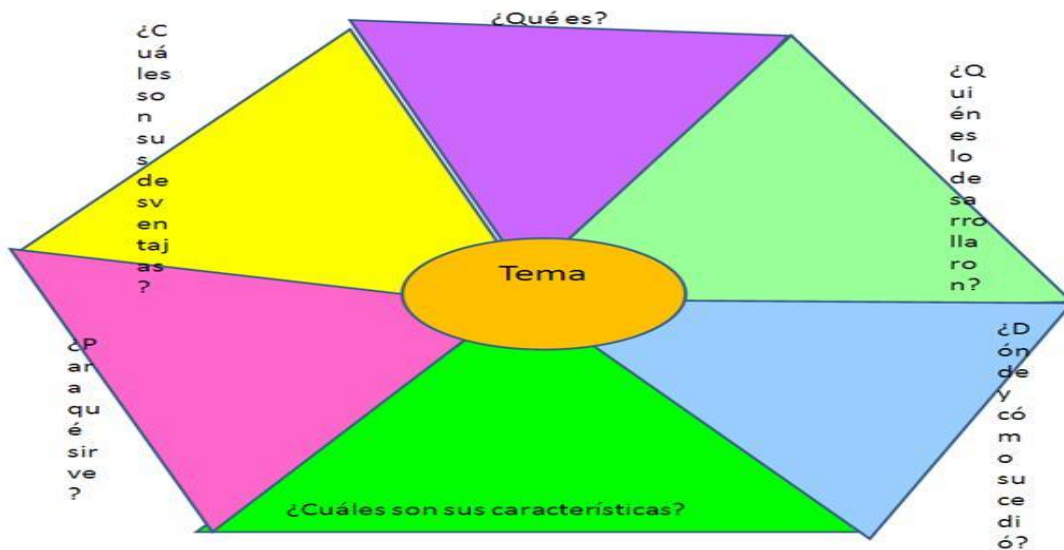 ¿Qué es?
¿Q
ui
én
es
lo
de
sa
rro
lla
ro
n?
¿D
ón
de
y
có
m
o
su
ce
di
ó?
¿Cuáles son sus características?
¿P
ar
a
qu
é
sir
ve
?
¿C
uá
les
so
n
su
s
de
sv
en
taj
as
?
Tema